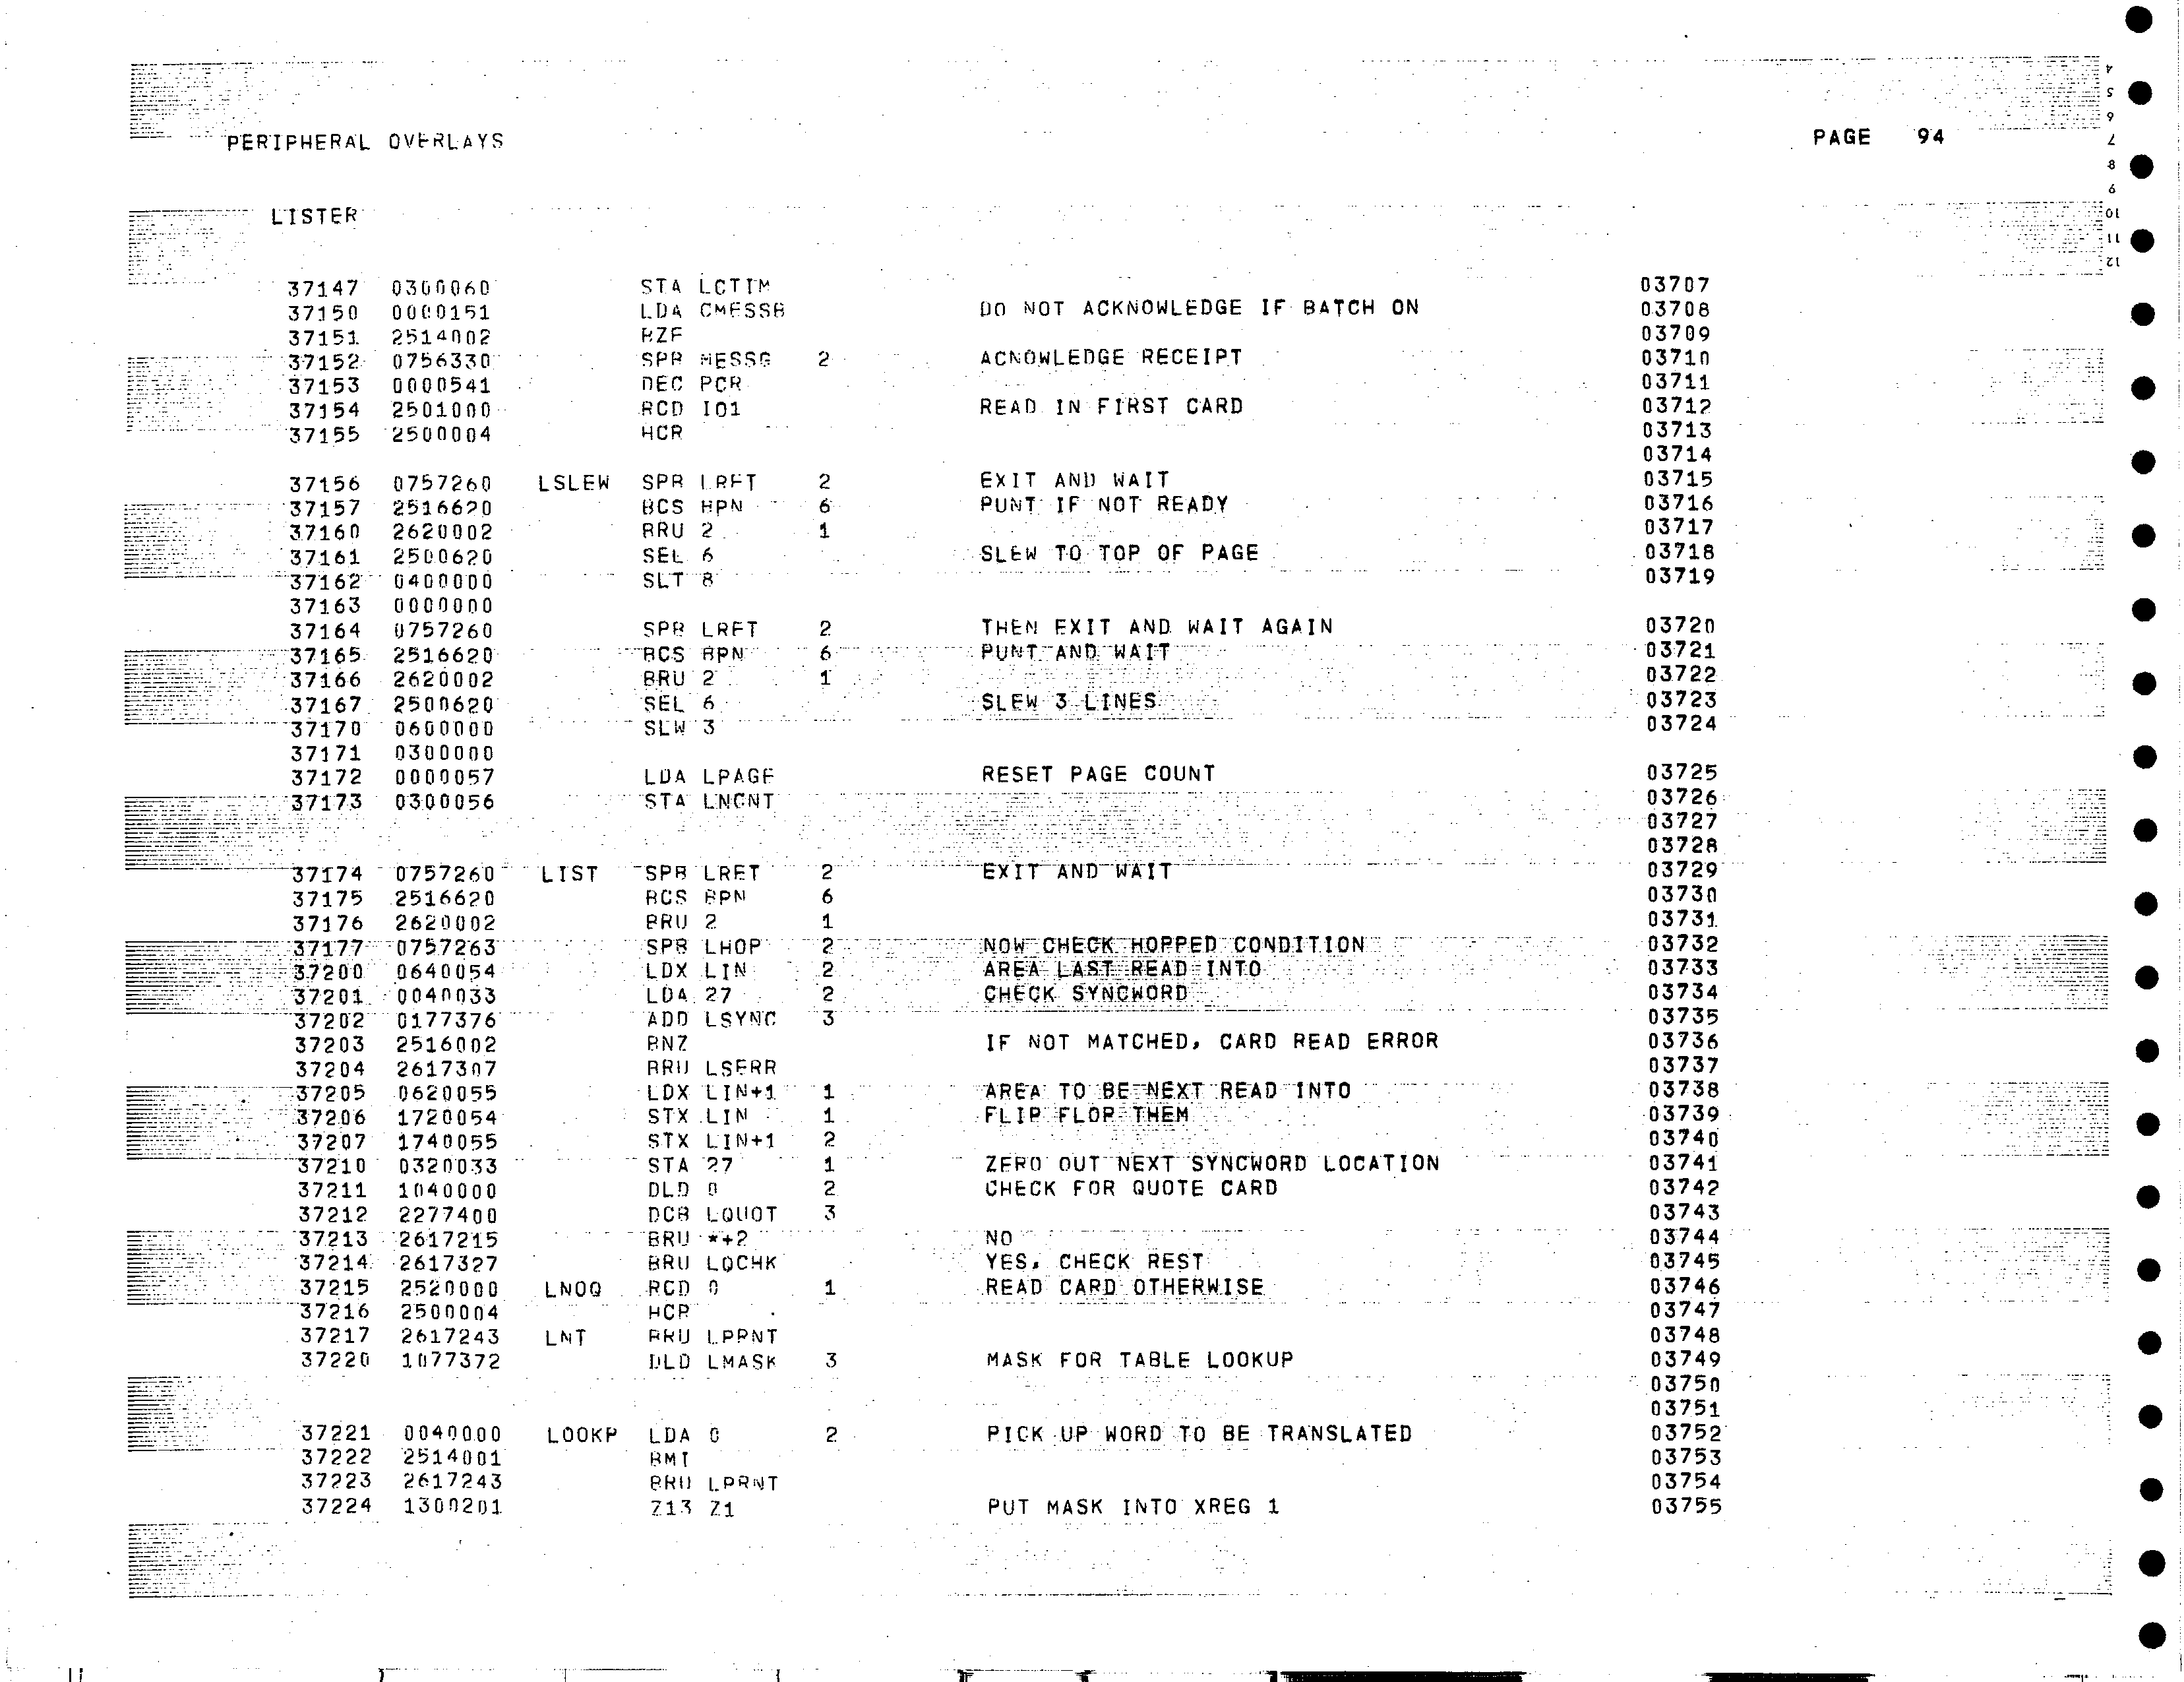 PERIPHERAL OVERLAYS PAGE 94
LISTER
37147 0300060 STA LCTIM 03707
37150 0000151 LDA CMESSB DO NOT ACKNOWLEDGE IF BATCH ON 03708
37151 2514002 BZE 03709
37152 0756330 SPB MESSG 2 ACNOWLEDGE RECEIPT 03710
37153 0000541 DEC PCR 03711
37154 2501000 RCD IO1 READ IN FIRST CARD 03712
37155 2500004 HCR 03713
03714
37156 0757260 LSLEW SPB LRET 2 EXIT AND WAIT 03715
37157 2516620 BCS BPN 6 PUNT IF NOT READY 03716
37160 2620002 BRU 2 1 03717
37161 2500620 SEL 6 SLEW TO TOP OF PAGE 03718
37162 0400000 SLT 8 03719
37163 0000000
37164 0757260 SPB LRET 2 THEN EXIT AND WAIT AGAIN 03720
37165 2516620 BCS BPN 6 PUNT AND WAIT 03721
37166 2620002 BRU 2 1 03722
37167 2500620 SEL 6 SLEW 3 LINES 03723
37170 0600000 SLW 3 03724
37171 0300000
37172 0000057 LDA LPAGE RESET PAGE COUNT 03725
37173 0300056 STA LNCNT 03726
03727
03728
37174 0757260 LIST SPB LRET 2 EXIT AND WAIT 03729
37175 2516620 BCS BPN 6 03730
37176 2620002 BRU 2 1 03731
37177 0757263 SPB LHOP 2 NOW CHECK HOPPED CONDITION 03732
37200 0640054 LDX LIN 2 AREA LAST READ INTO 03733
37201 0040033 LDA 27 2 CHECK SYNCWORD 03734
37202 0177376 ADD LSYNC 3 03735
37203 2516002 BNZ IF NOT MATCHED, CARD READ ERROR 03736
37204 2617307 BRU LSERR 03737
37205 0620055 LDX LIN+1 1 AREA TO BE NEXT READ INTO 03738
37206 1720054 STX LIN 1 FLIP FLOP THEM 03739
37207 1740055 STX LIN+1 2 03740
37210 0320033 STA 27 1 ZERO OUT NEXT SYNCWORD LOCATION 03741
37211 1040000 DLD 0 2 CHECK FOR QUOTE CARD 03742
37212 2277400 DCB LQUOT 3 03743
37213 2617215 BRU *+2 NO 03744
37214 2617327 BRU LQCHK YES, CHECK REST 03745
37215 2520000 LNOQ RCD 0 1 READ CARD OTHERWISE 03746
37216 2500004 HCR 03747
37217 2617243 LNT BRU LPRNT 03748
37220 1077372 DLD LMASK 3 MASK FOR TABLE LOOKUP 03749
03750
03751
37221 0040000 LOOKP LDA 0 2 PICK UP WORD TO BE TRANSLATED 03752
37222 2514001 BMI 03753
37223 2617243 BRU LPRNT 03754
37224 1300201 Z13 Z1 PUT MASK INTO XREG 1 03755
4
5
6
7
8
9
10
11
12